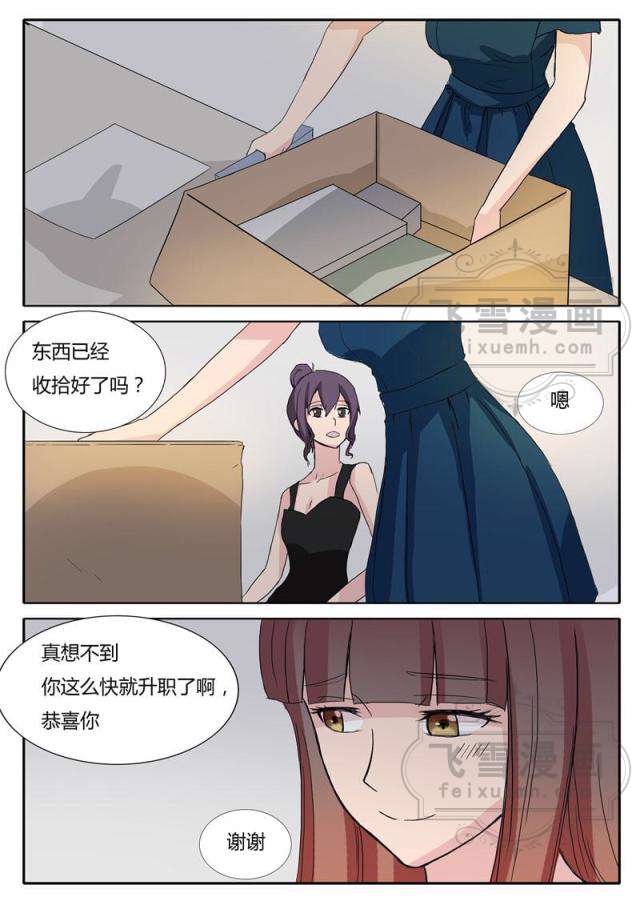 飞雪漫画
feixuemh.com
东西已经
收拾好了吗？
嗯
真想不到
你这么快就升职了啊，
恭喜你
飞雪漫画
feixuemh.com
谢谢